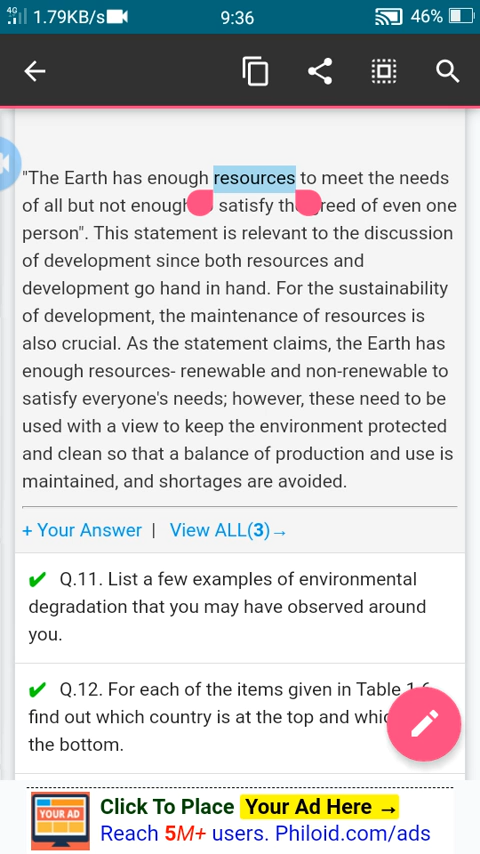 4G 1.79KB/s 9:36 46%
"The Earth has enough resources to meet the needs
of all but not enough satisfy the greed of even one
person". This statement is relevant to the discussion
of development since both resources and
development go hand in hand. For the sustainability
of development, the maintenance of resources is
also crucial. As the statement claims, the Earth has
enough resources- renewable and non-renewable to
satisfy everyone's needs; however, these need to be
used with a view to keep the environment protected
and clean so that a balance of production and use is
maintained, and shortages are avoided.
+ Your Answer | View ALL(3)→
✔ Q.11. List a few examples of environmental
degradation that you may have observed around
you.
✔ Q.12. For each of the items given in Table 1.6
find out which country is at the top and which
the bottom.
YOUR AD
Click To Place Your Ad Here →
Reach 5M+ users. Philoid.com/ads